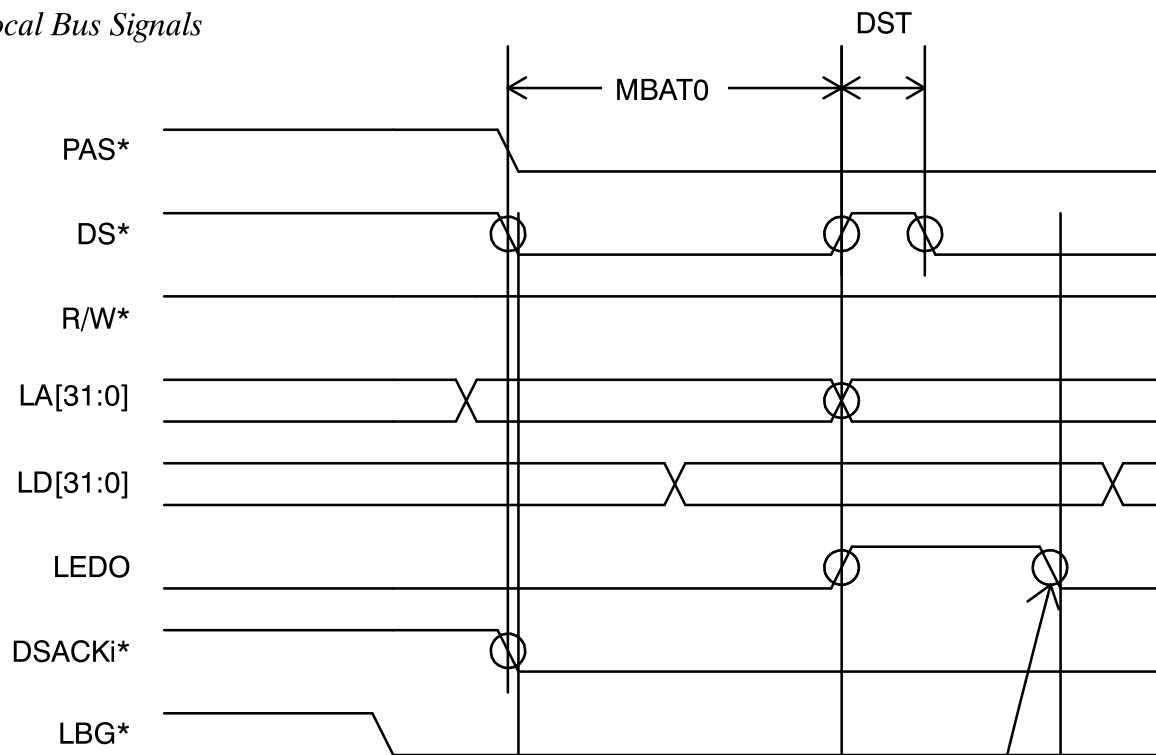 ocal Bus Signals
DST
MBAT0
PAS*
DS*
R/W*
LA[31:0]
LD[31:0]
LEDO
DSACKi*
LBG*